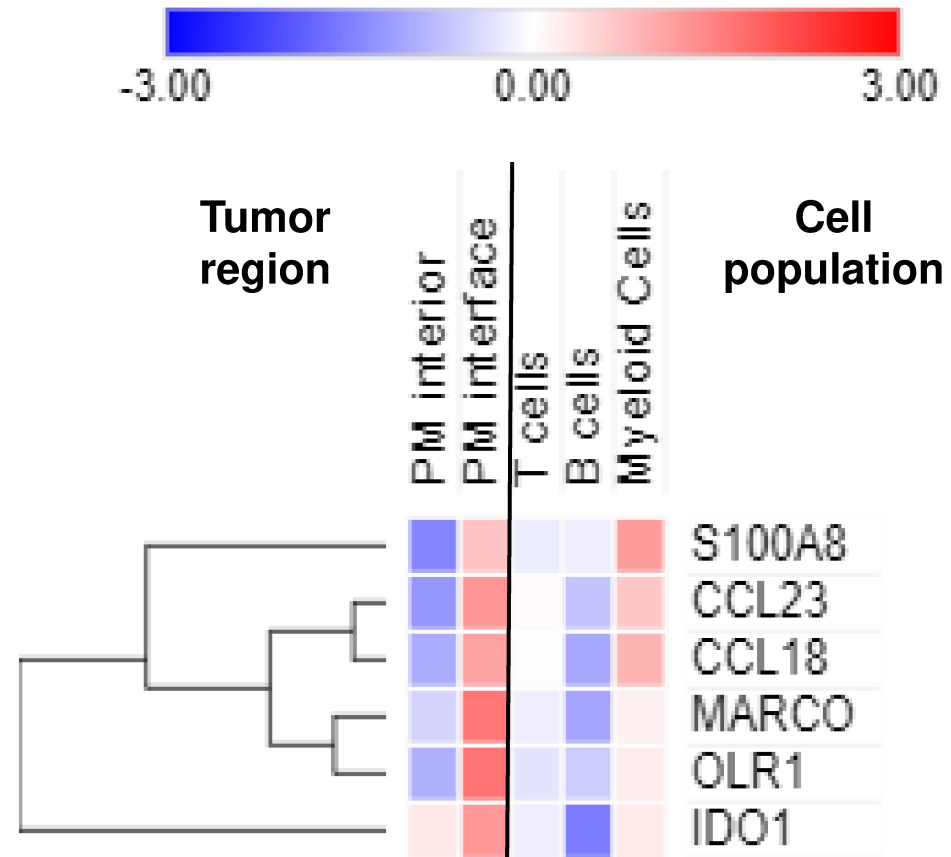 -3.00 0.00 3.00
Tumor
region
Cell
population
PM interior
PM interface
T cells
B cells
Myeloid Cells
S100A8
CCL23
CCL18
MARCO
OLR1
IDO1